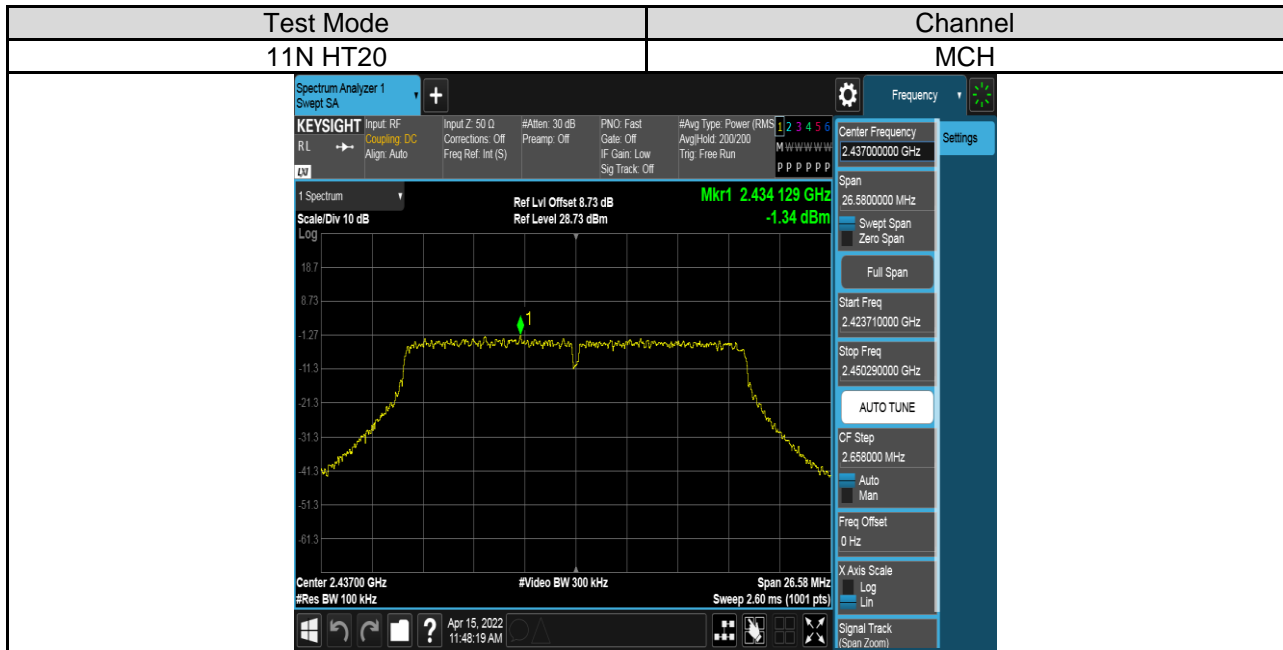 Test Mode Channel
11N HT20 MCH
Spectrum Analyzer 1
Swept SA
+
Frequency
KEYSIGHT Input: RF Input Z: 50 Ω #Atten: 30 dB PNO: Fast #Avg Type: Power (RMS 1 2 3 4 5 6
RL Coupling: DC Corrections: Off Preamp: Off Gate: Off Avg|Hold: 200/200 M W W W W W
Align: Auto Freq Ref: Int (S) IF Gain: Low Trig: Free Run
Sig Track: Off P P P P P P
LXI
1 Spectrum Ref Lvl Offset 8.73 dB Mkr1 2.434 129 GHz
Scale/Div 10 dB Ref Level 28.73 dBm -1.34 dBm
Log
18.7
8.73
1
-1.27
-11.3
-21.3
-31.3
-41.3
-51.3
-61.3
Center 2.43700 GHz #Video BW 300 kHz Span 26.58 MHz
#Res BW 100 kHz Sweep 2.60 ms (1001 pts)
?
Apr 15, 2022
11:48:19 AM
Center Frequency
2.437000000 GHz
Settings
Span
26.5800000 MHz
Swept Span
Zero Span
Full Span
Start Freq
2.423710000 GHz
Stop Freq
2.450290000 GHz
AUTO TUNE
CF Step
2.658000 MHz
Auto
Man
Freq Offset
0 Hz
X Axis Scale
Log
Lin
Signal Track
(Span Zoom)